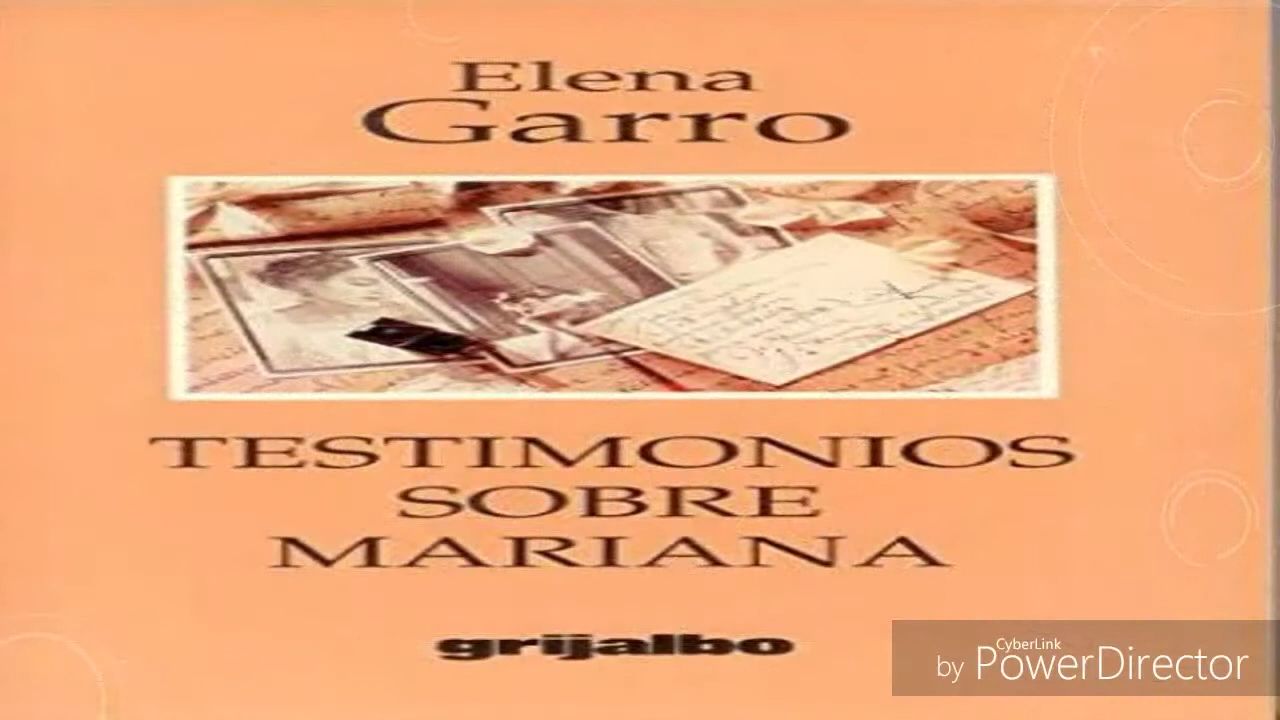 Elena
Garro
TESTIMONIOS
SOBRE
MARIANA
grijalbo
CyberLink
by PowerDirector